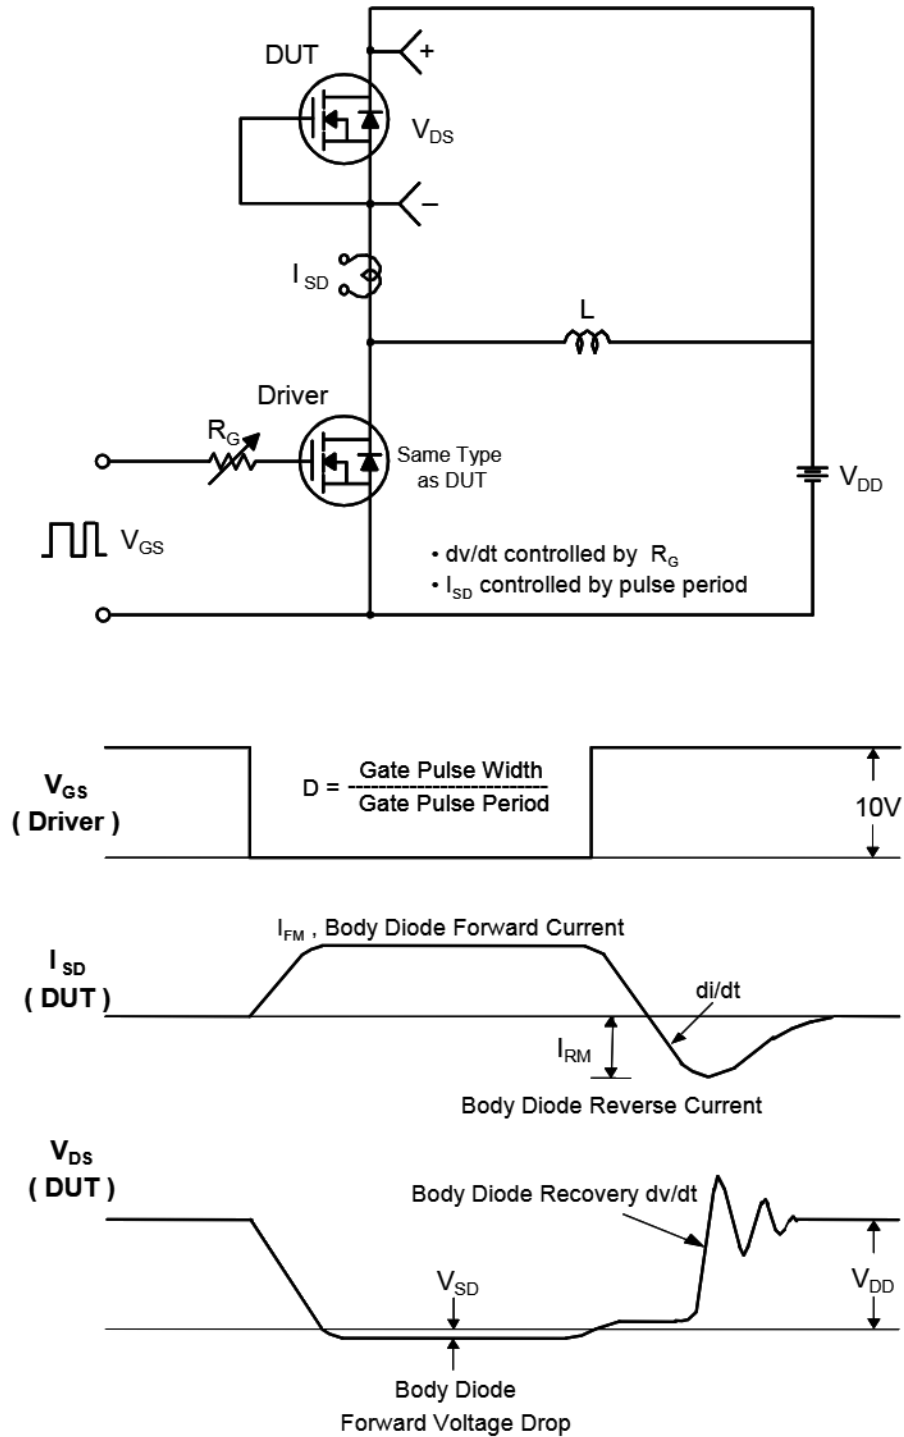 DUT
+
V_DS
–
I_SD
L
Driver
R_G
Same Type
as DUT
V_DD
V_GS
• dv/dt controlled by R_G
• I_SD controlled by pulse period
V_GS
( Driver )
D = Gate Pulse Width
--------------------------
Gate Pulse Period
10V
I_FM , Body Diode Forward Current
I_SD
( DUT )
di/dt
I_RM
Body Diode Reverse Current
V_DS
( DUT )
Body Diode Recovery dv/dt
V_SD
V_DD
Body Diode
Forward Voltage Drop